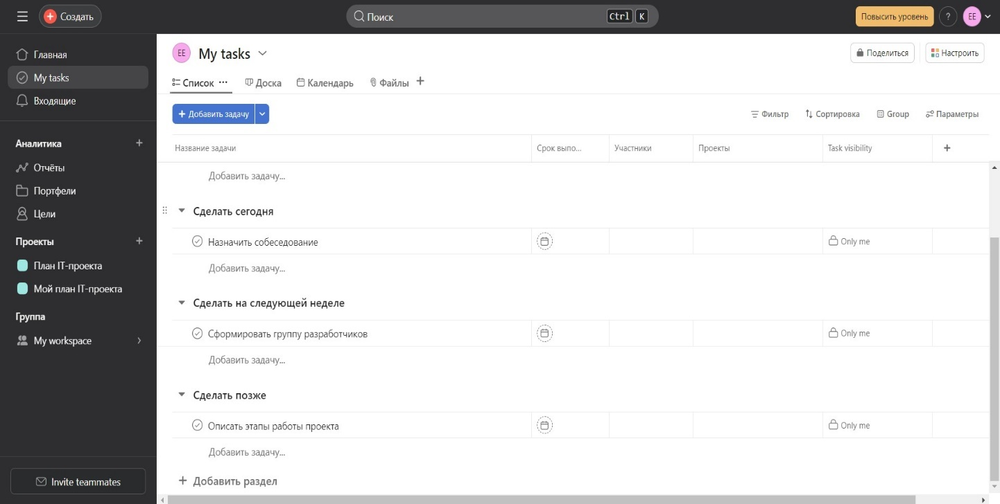 Создать
Поиск
Ctrl K
Повысить уровень
?
EE
Главная
My tasks
Входящие
Аналитика
Отчёты
Портфели
Цели
Проекты
План IT-проекта
Мой план IT-проекта
Группа
My workspace
Invite teammates
EE My tasks
Поделиться
Настроить
Список ... Доска Календарь Файлы +
+ Добавить задачу
Фильтр Сортировка Group Параметры
Название задачи Срок выпо... Участники Проекты Task visibility +
Добавить задачу...
Сделать сегодня
Назначить собеседование Only me
Добавить задачу...
Сделать на следующей неделе
Сформировать группу разработчиков Only me
Добавить задачу...
Сделать позже
Описать этапы работы проекта Only me
Добавить задачу...
+ Добавить раздел